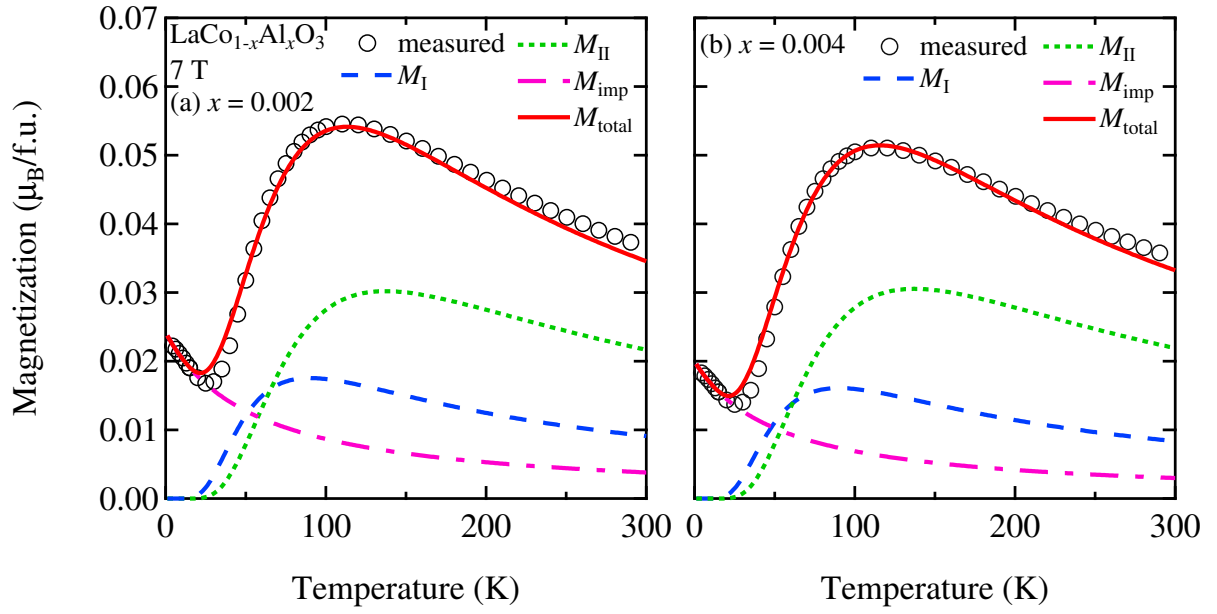 0.07
0.06
0.05
0.04
0.03
0.02
0.01
0.00
Magnetization (μB/f.u.)
LaCo1-xAlxO3
7 T
(a) x = 0.002
measured
MI
MII
Mimp
Mtotal
0
100
200
300
Temperature (K)
(b) x = 0.004
measured
MI
MII
Mimp
Mtotal
0
100
200
300
Temperature (K)